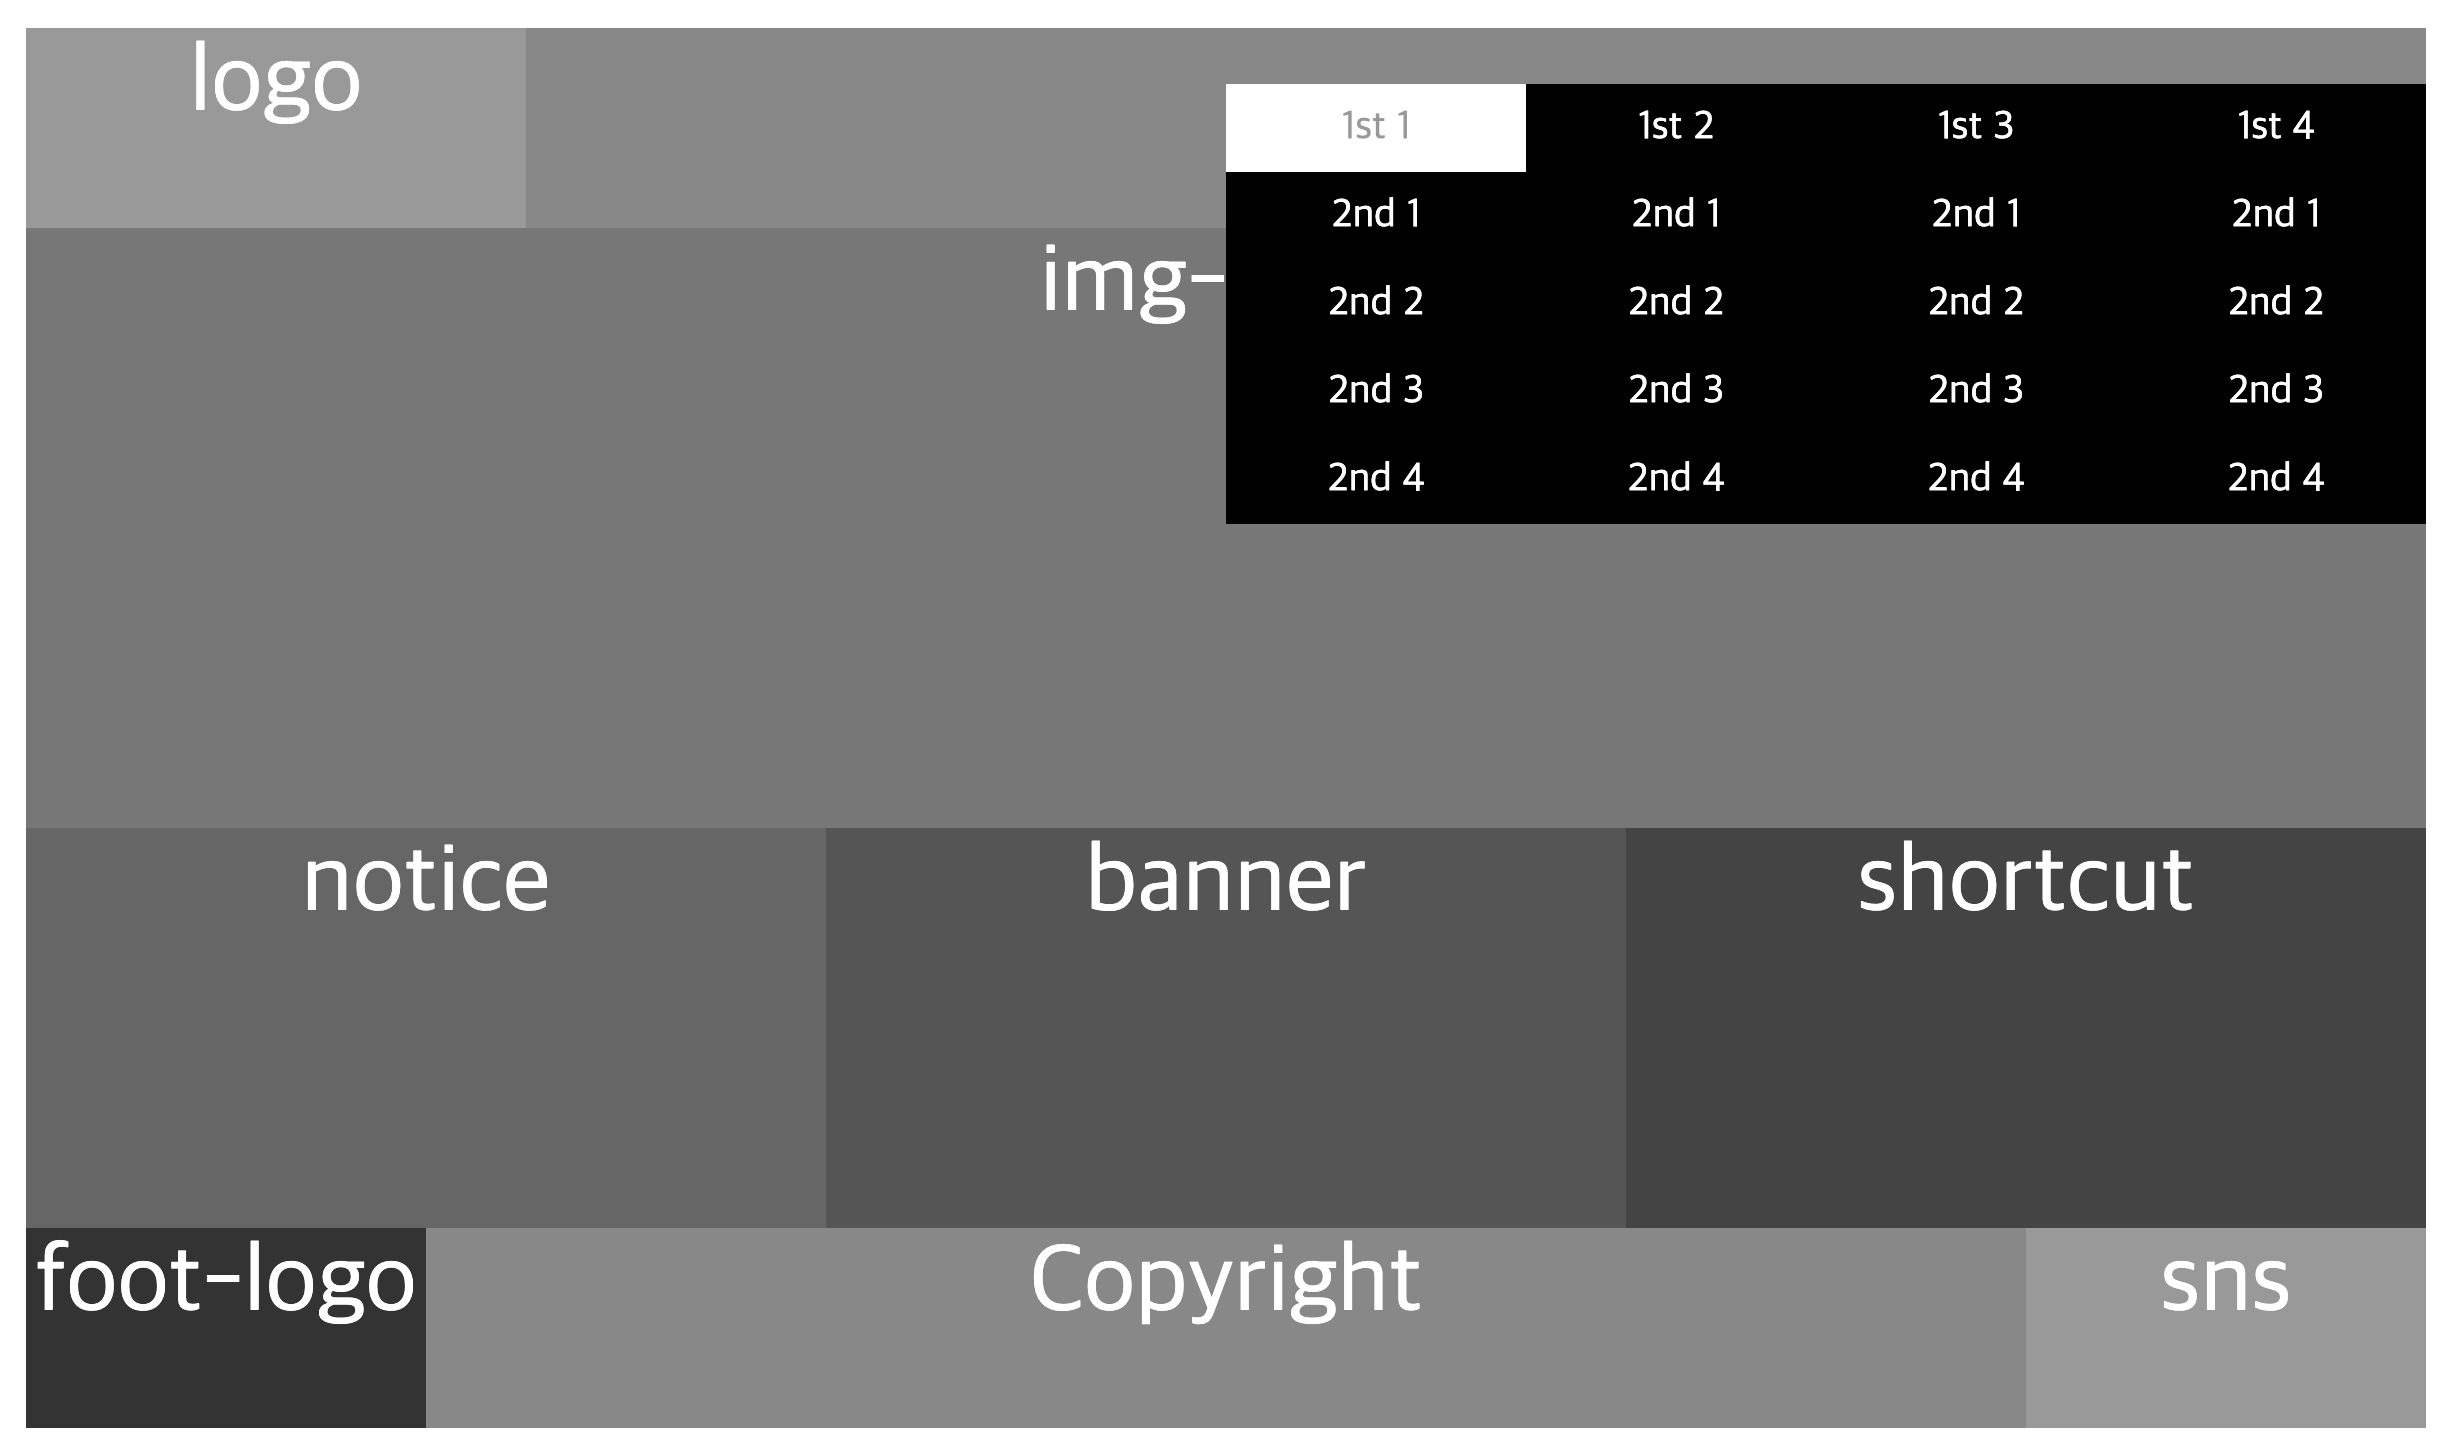 logo
1st 1 1st 2 1st 3 1st 4
2nd 1 2nd 1 2nd 1 2nd 1
img-
2nd 2 2nd 2 2nd 2 2nd 2
2nd 3 2nd 3 2nd 3 2nd 3
2nd 4 2nd 4 2nd 4 2nd 4
notice banner shortcut
foot-logo Copyright sns